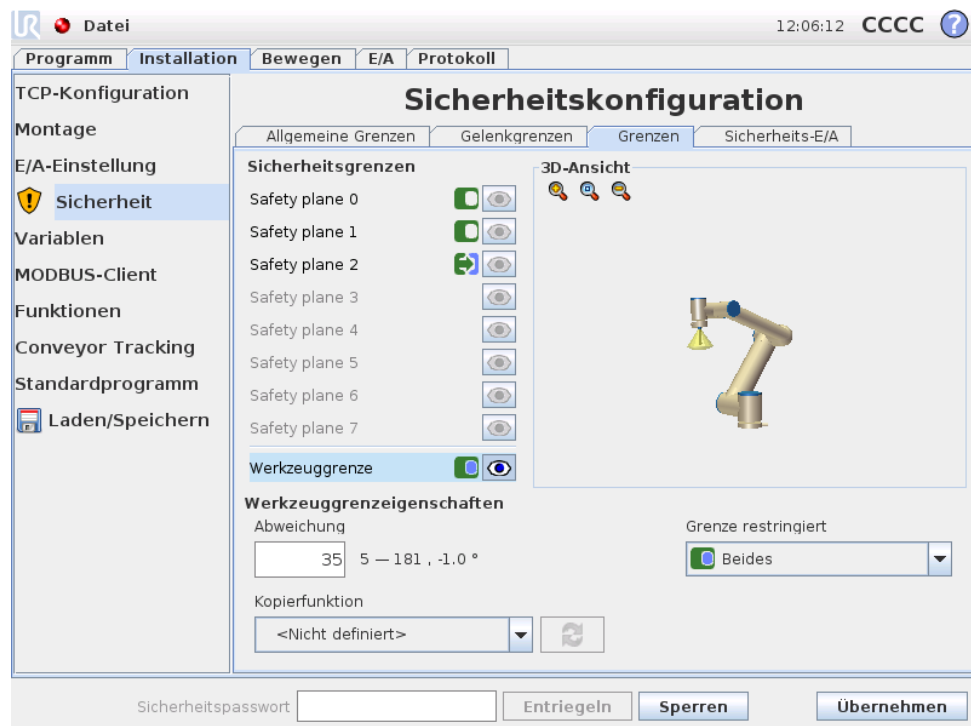 UR Datei 12:06:12 CCCC ?
Programm Installation Bewegen E/A Protokoll
TCP-Konfiguration
Montage
E/A-Einstellung
Sicherheit
Variablen
MODBUS-Client
Funktionen
Conveyor Tracking
Standardprogramm
Laden/Speichern
Sicherheitskonfiguration
Allgemeine Grenzen Gelenkgrenzen Grenzen Sicherheits-E/A
Sicherheitsgrenzen
Safety plane 0
Safety plane 1
Safety plane 2
Safety plane 3
Safety plane 4
Safety plane 5
Safety plane 6
Safety plane 7
Werkzeuggrenze
3D-Ansicht
Werkzeuggrenzeigenschaften
Abweichung
35 5 — 181 , -1.0 °
Grenze restringiert
Beides
Kopierfunktion
<Nicht definiert>
Sicherheitspasswort Entriegeln Sperren Übernehmen